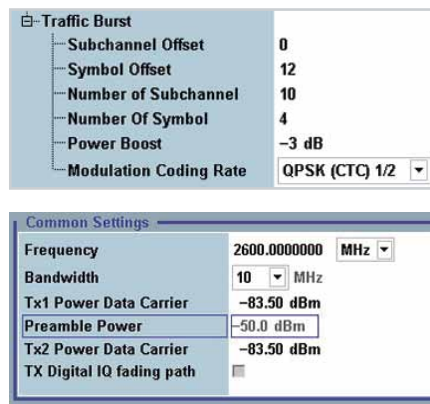 Traffic Burst
Subchannel Offset 0
Symbol Offset 12
Number of Subchannel 10
Number Of Symbol 4
Power Boost −3 dB
Modulation Coding Rate QPSK (CTC) 1/2
Common Settings
Frequency 2600.0000000 MHz
Bandwidth 10 MHz
Tx1 Power Data Carrier −83.50 dBm
Preamble Power −50.0 dBm
Tx2 Power Data Carrier −83.50 dBm
TX Digital IQ fading path